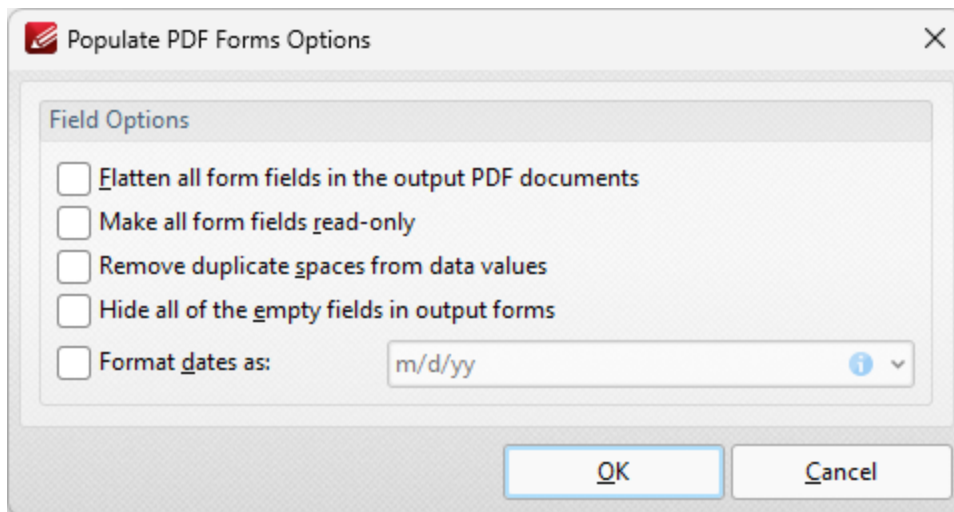 Populate PDF Forms Options
Field Options
Flatten all form fields in the output PDF documents
Make all form fields read-only
Remove duplicate spaces from data values
Hide all of the empty fields in output forms
Format dates as: m/d/yy
OK Cancel